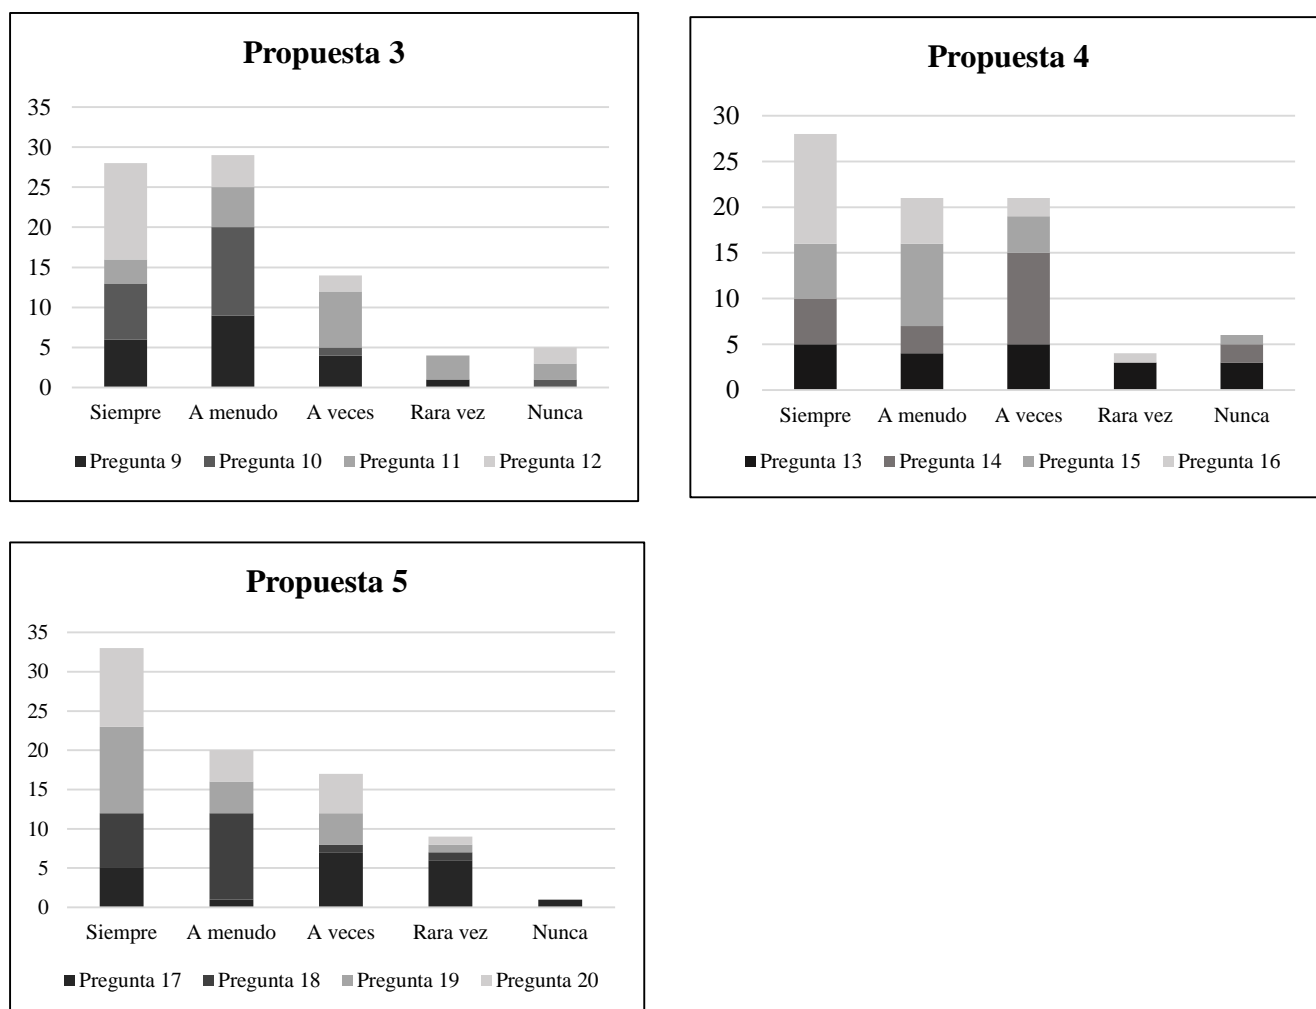 Propuesta 3
35
30
25
20
15
10
5
0
Siempre A menudo A veces Rara vez Nunca
Pregunta 9 Pregunta 10 Pregunta 11 Pregunta 12
Propuesta 4
30
25
20
15
10
5
0
Siempre A menudo A veces Rara vez Nunca
Pregunta 13 Pregunta 14 Pregunta 15 Pregunta 16
Propuesta 5
35
30
25
20
15
10
5
0
Siempre A menudo A veces Rara vez Nunca
Pregunta 17 Pregunta 18 Pregunta 19 Pregunta 20